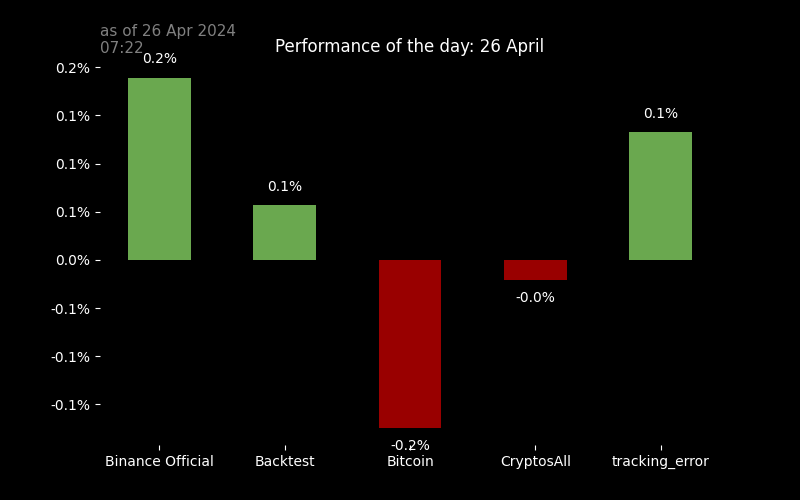 as of 26 Apr 2024
07:22
Performance of the day: 26 April
0.2%
0.2%
0.1%
0.1%
0.1%
0.1%
0.1%
0.0%
-0.1%
-0.0%
-0.1%
-0.1%
-0.2%
Binance Official
Backtest
Bitcoin
CryptosAll
tracking_error